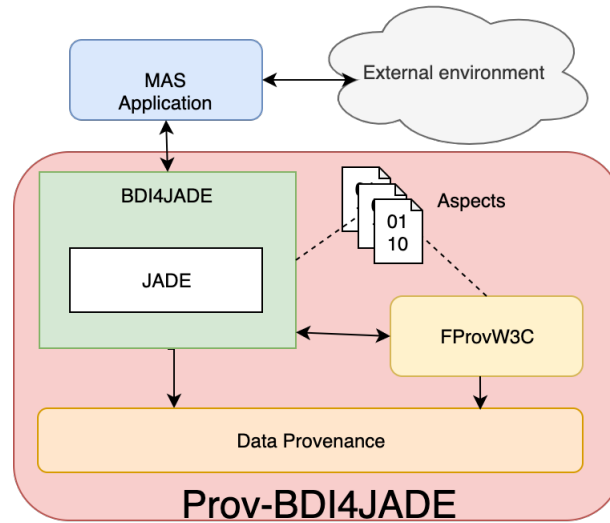 MAS
Application
External environment
BDI4JADE
Aspects
01
10
JADE
FProvW3C
Data Provenance
Prov-BDI4JADE